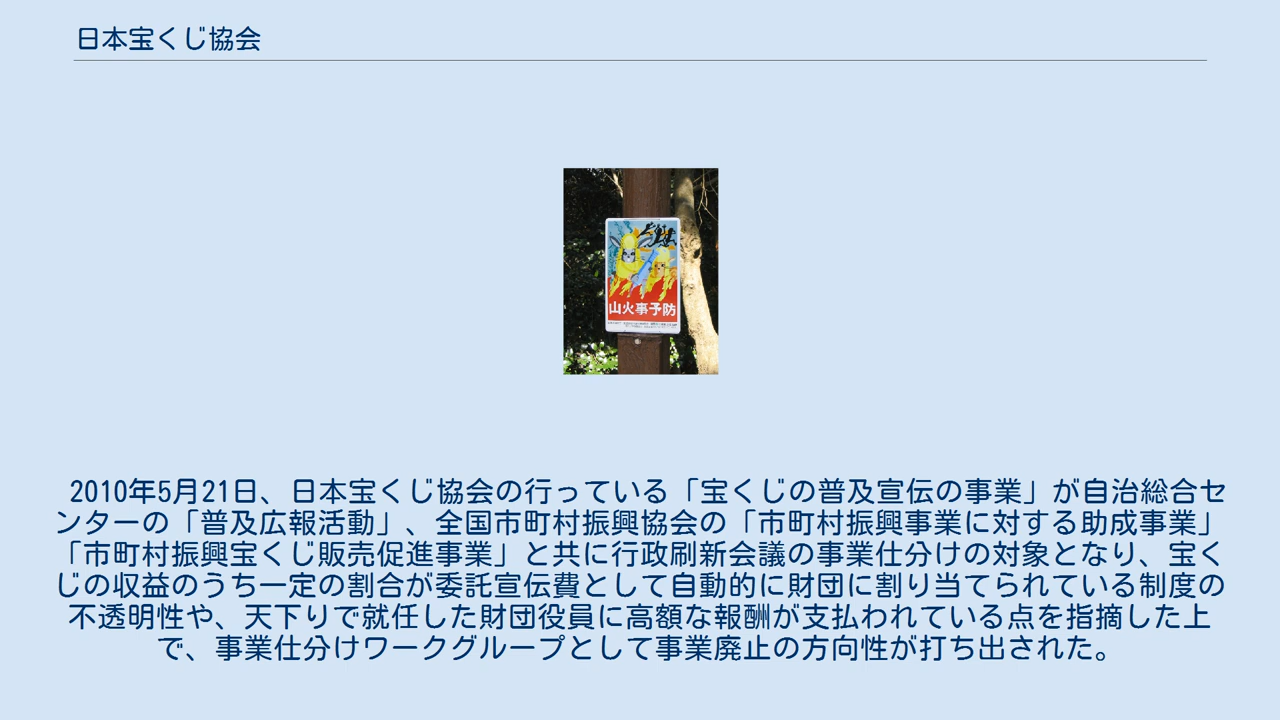 日本宝くじ協会
山火事予防
2010年5月21日、日本宝くじ協会の行っている「宝くじの普及宣伝の事業」が自治総合セ
ンターの「普及広報活動」、全国市町村振興協会の「市町村振興事業に対する助成事業」
「市町村振興宝くじ販売促進事業」と共に行政刷新会議の事業仕分けの対象となり、宝く
じの収益のうち一定の割合が委託宣伝費として自動的に財団に割り当てられている制度の
不透明性や、天下りで就任した財団役員に高額な報酬が支払われている点を指摘した上
で、事業仕分けワークグループとして事業廃止の方向性が打ち出された。